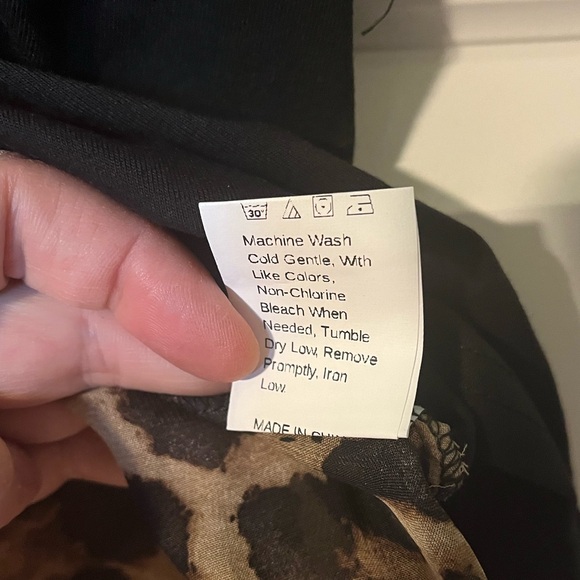 30°
Machine Wash
Cold Gentle, With
Like Colors,
Non-Chlorine
Bleach When
Needed, Tumble
Dry Low, Remove
Promptly, Iron
Low.
MADE IN